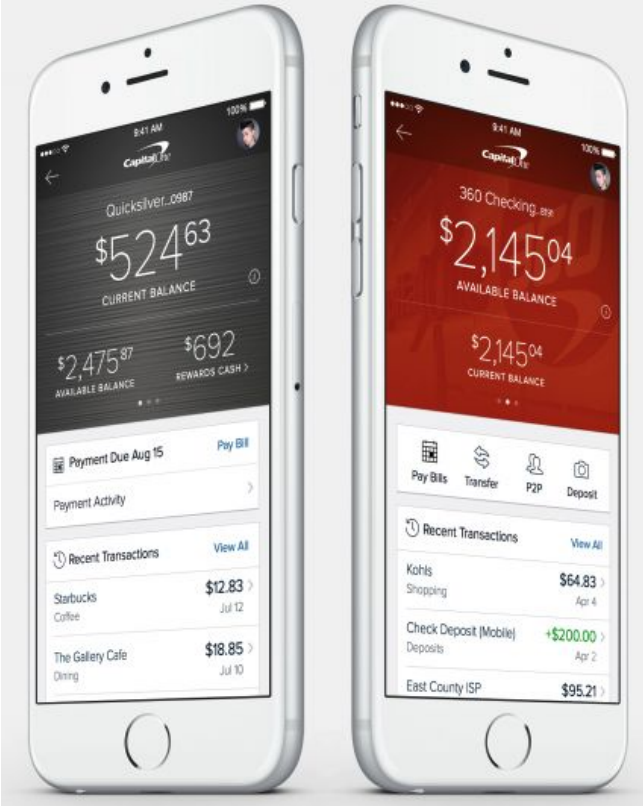 9:41 AM
100%
Capital One
Quicksilver...0987
$524 63
CURRENT BALANCE
$2,475 87
AVAILABLE BALANCE
$692
REWARDS CASH >
Payment Due Aug 15
Pay Bill
Payment Activity
Recent Transactions
View All
Starbucks
$12.83
Coffee
Jul 12
The Gallery Cafe
$18.85
Dining
Jul 10
9:41 AM
100%
Capital One
360 Checking
$2,145 04
AVAILABLE BALANCE
$2,145 04
CURRENT BALANCE
Pay Bills
Transfer
P2P
Deposit
Recent Transactions
View All
Kohls
$64.83
Shopping
Apr 4
Check Deposit (Mobile)
+$200.00
Deposits
Apr 2
East County ISP
$95.21